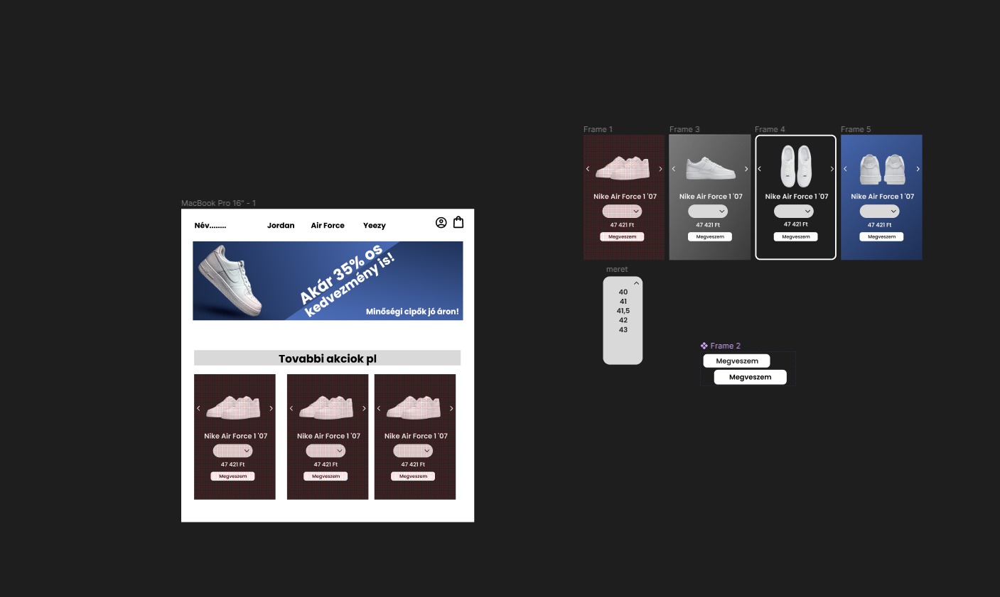 MacBook Pro 16" - 1
Név........
Jordan
Air Force
Yeezy
Akár 35% os
kedvezmény is!
Minőségi cipők jó áron!
Tovabbi akciok pl
Nike Air Force 1 '07
47 421 Ft
Megveszem
Nike Air Force 1 '07
47 421 Ft
Megveszem
Nike Air Force 1 '07
47 421 Ft
Megveszem
Frame 1
Nike Air Force 1 '07
47 421 Ft
Megveszem
Frame 3
Nike Air Force 1 '07
47 421 Ft
Megveszem
Frame 4
Nike Air Force 1 '07
47 421 Ft
Megveszem
Frame 5
Nike Air Force 1 '07
47 421 Ft
Megveszem
meret
40
41
41,5
42
43
Frame 2
Megveszem
Megveszem